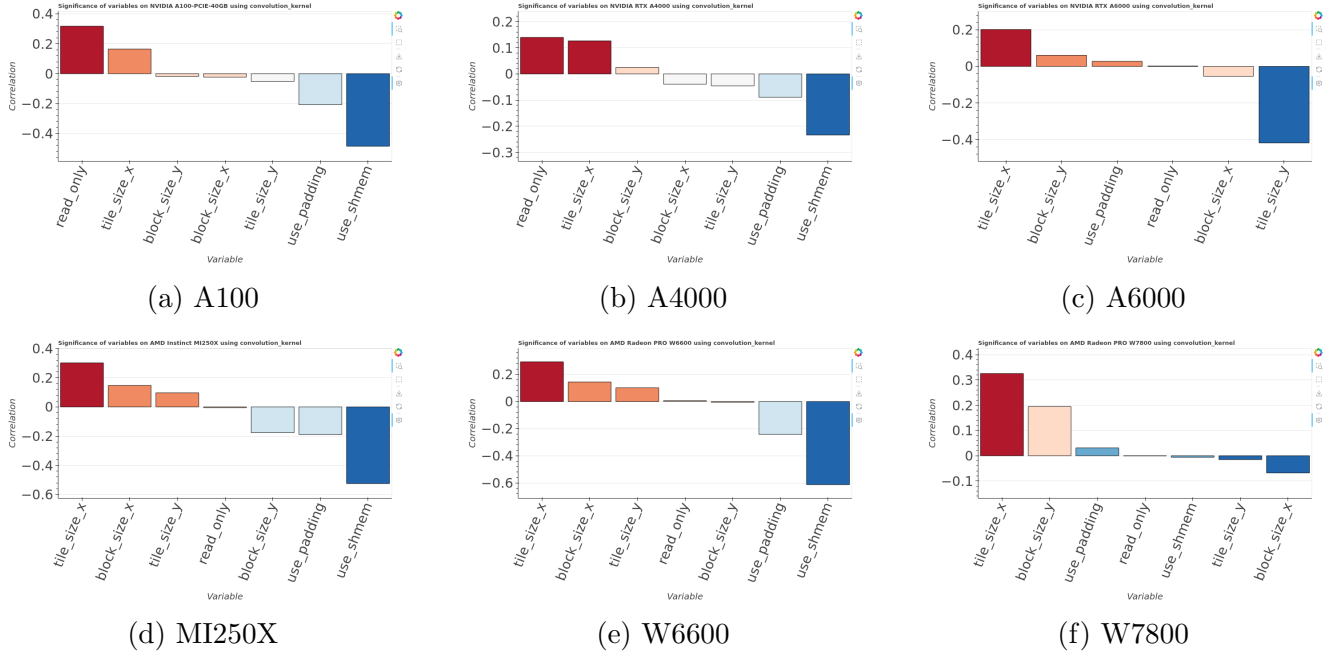 Significance of variables on NVIDIA A100-PCIE-40GB using convolution_kernel
0.4
0.2
0
−0.2
−0.4
Correlation
read_only
tile_size_x
block_size_y
block_size_x
tile_size_y
use_padding
use_shmem
Variable
(a) A100
Significance of variables on NVIDIA RTX A4000 using convolution_kernel
0.2
0.1
0
−0.1
−0.2
−0.3
Correlation
read_only
tile_size_x
block_size_y
block_size_x
tile_size_y
use_padding
use_shmem
Variable
(b) A4000
Significance of variables on NVIDIA RTX A6000 using convolution_kernel
0.2
0
−0.2
−0.4
Correlation
tile_size_x
block_size_y
use_padding
read_only
block_size_x
tile_size_y
Variable
(c) A6000
Significance of variables on AMD Instinct MI250X using convolution_kernel
0.4
0.2
0
−0.2
−0.4
−0.6
Correlation
tile_size_x
block_size_x
tile_size_y
read_only
block_size_y
use_padding
use_shmem
Variable
(d) MI250X
Significance of variables on AMD Radeon PRO W6600 using convolution_kernel
0.2
0
−0.2
−0.4
−0.6
Correlation
tile_size_x
block_size_x
tile_size_y
read_only
block_size_y
use_padding
use_shmem
Variable
(e) W6600
Significance of variables on AMD Radeon PRO W7800 using convolution_kernel
0.4
0.3
0.2
0.1
0
−0.1
Correlation
tile_size_x
block_size_y
use_padding
read_only
use_shmem
tile_size_y
block_size_x
Variable
(f) W7800